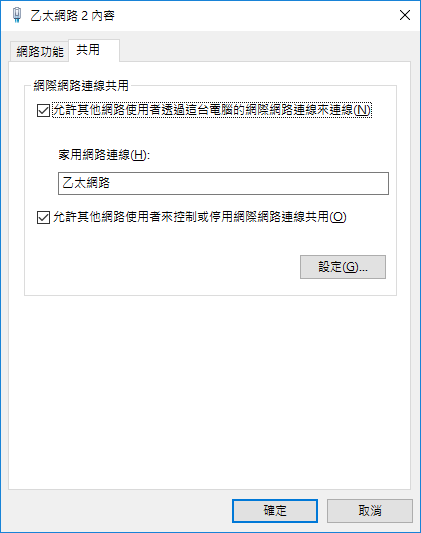 乙太網路 2 內容
網路功能 共用
網際網路連線共用
允許其他網路使用者透過這台電腦的網際網路連線來連線(N)
家用網路連線(H):
乙太網路
允許其他網路使用者來控制或停用網際網路連線共用(O)
設定(G)...
確定 取消